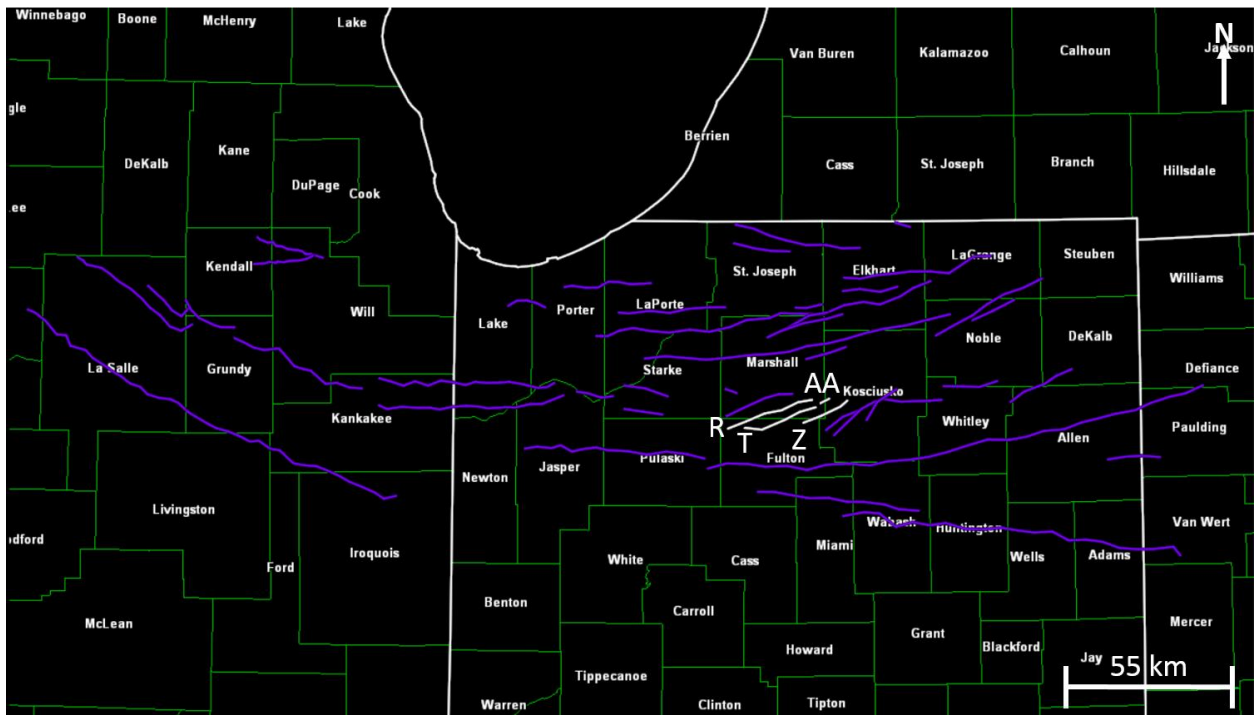 Winnebago
Boone
McHenry
Lake
Van Buren
Kalamazoo
Calhoun
Jackson
N
gle
DeKalb
Kane
DuPage
Cook
Berrien
Cass
St. Joseph
Branch
Hillsdale
Lee
Kendall
Will
Lake
Porter
LaPorte
St. Joseph
Elkhart
LaGrange
Steuben
Williams
La Salle
Grundy
Starke
Marshall
Noble
DeKalb
Defiance
Kankakee
AA
Kosciusko
R
T
Z
Whitley
Allen
Paulding
Newton
Jasper
Pulaski
Fulton
Livingston
Wabash
Huntington
Van Wert
dford
Ford
Iroquois
White
Cass
Miami
Wells
Adams
Benton
Carroll
McLean
Grant
Blackford
Mercer
Howard
Jay
55 km
Tippecanoe
Warren
Clinton
Tipton